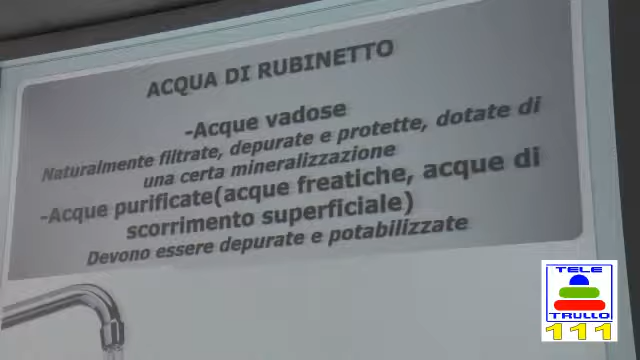 ACQUA DI RUBINETTO
-Acque vadose
Naturalmente filtrate, depurate e protette, dotate di
una certa mineralizzazione
-Acque purificate(acque freatiche, acque di
scorrimento superficiale)
Devono essere depurate e potabilizzate
TELE
TRULLO
111